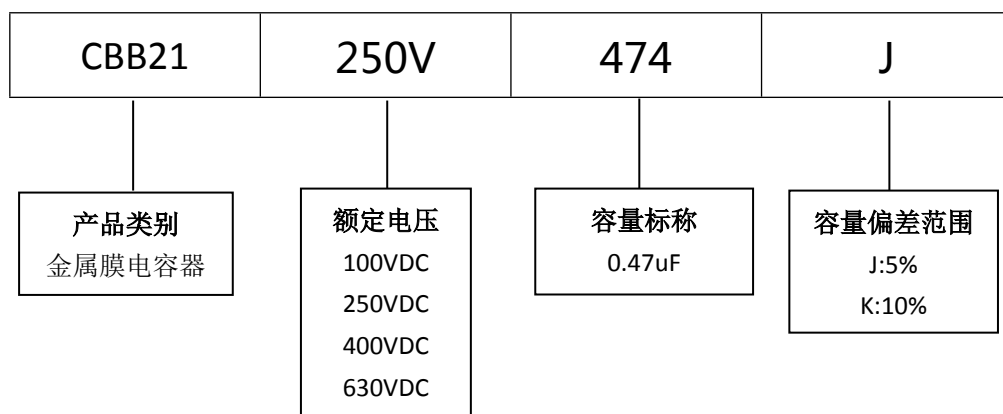 CBB21 250V 474 J
产品类别
金属膜电容器
额定电压
100VDC
250VDC
400VDC
630VDC
容量标称
0.47uF
容量偏差范围
J:5%
K:10%